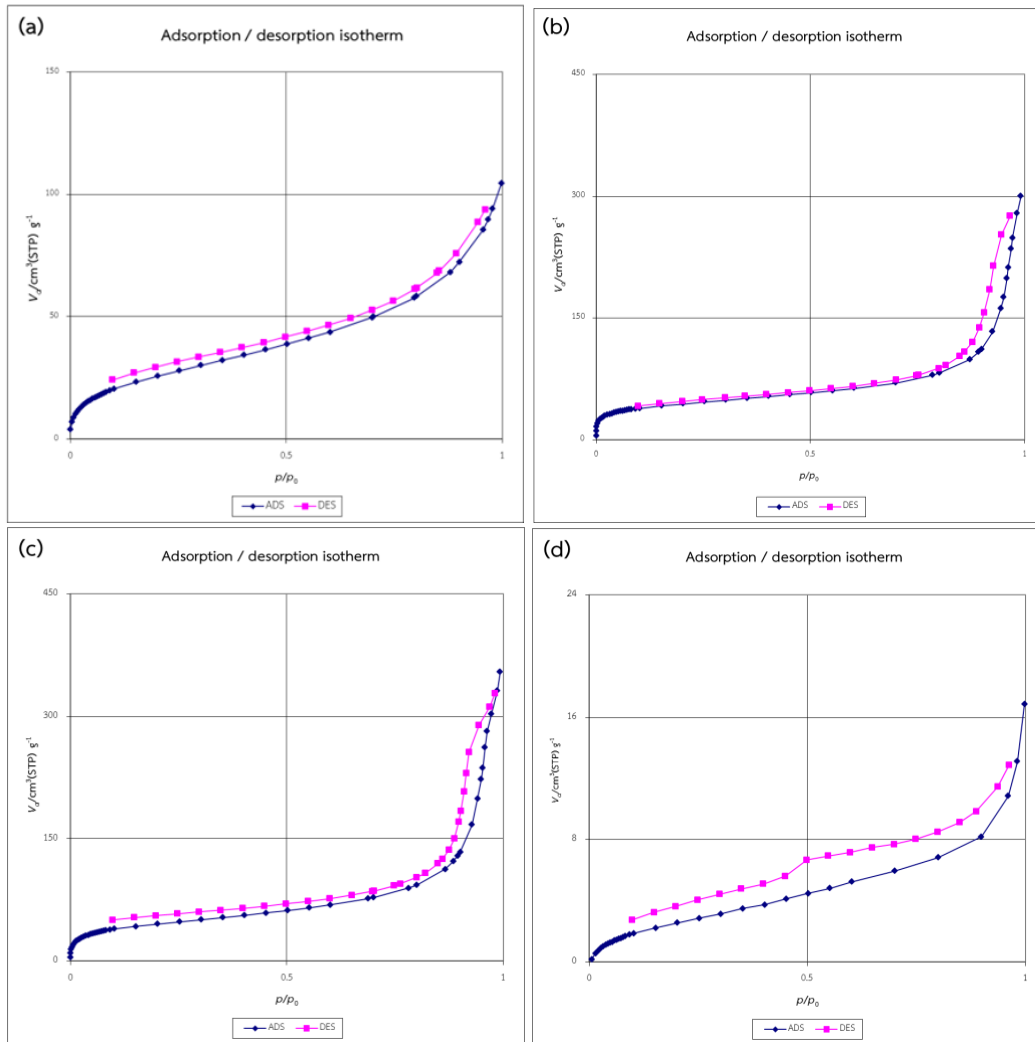 (a)
Adsorption / desorption isotherm
150
100
50
0
Va/cm³(STP) g⁻¹
0
0.5
1
p/p₀
ADS DES
(b)
Adsorption / desorption isotherm
450
300
150
0
Va/cm³(STP) g⁻¹
0
0.5
1
p/p₀
ADS DES
(c)
Adsorption / desorption isotherm
450
300
150
0
Va/cm³(STP) g⁻¹
0
0.5
1
p/p₀
ADS DES
(d)
Adsorption / desorption isotherm
24
16
8
0
Va/cm³(STP) g⁻¹
0
0.5
1
p/p₀
ADS DES